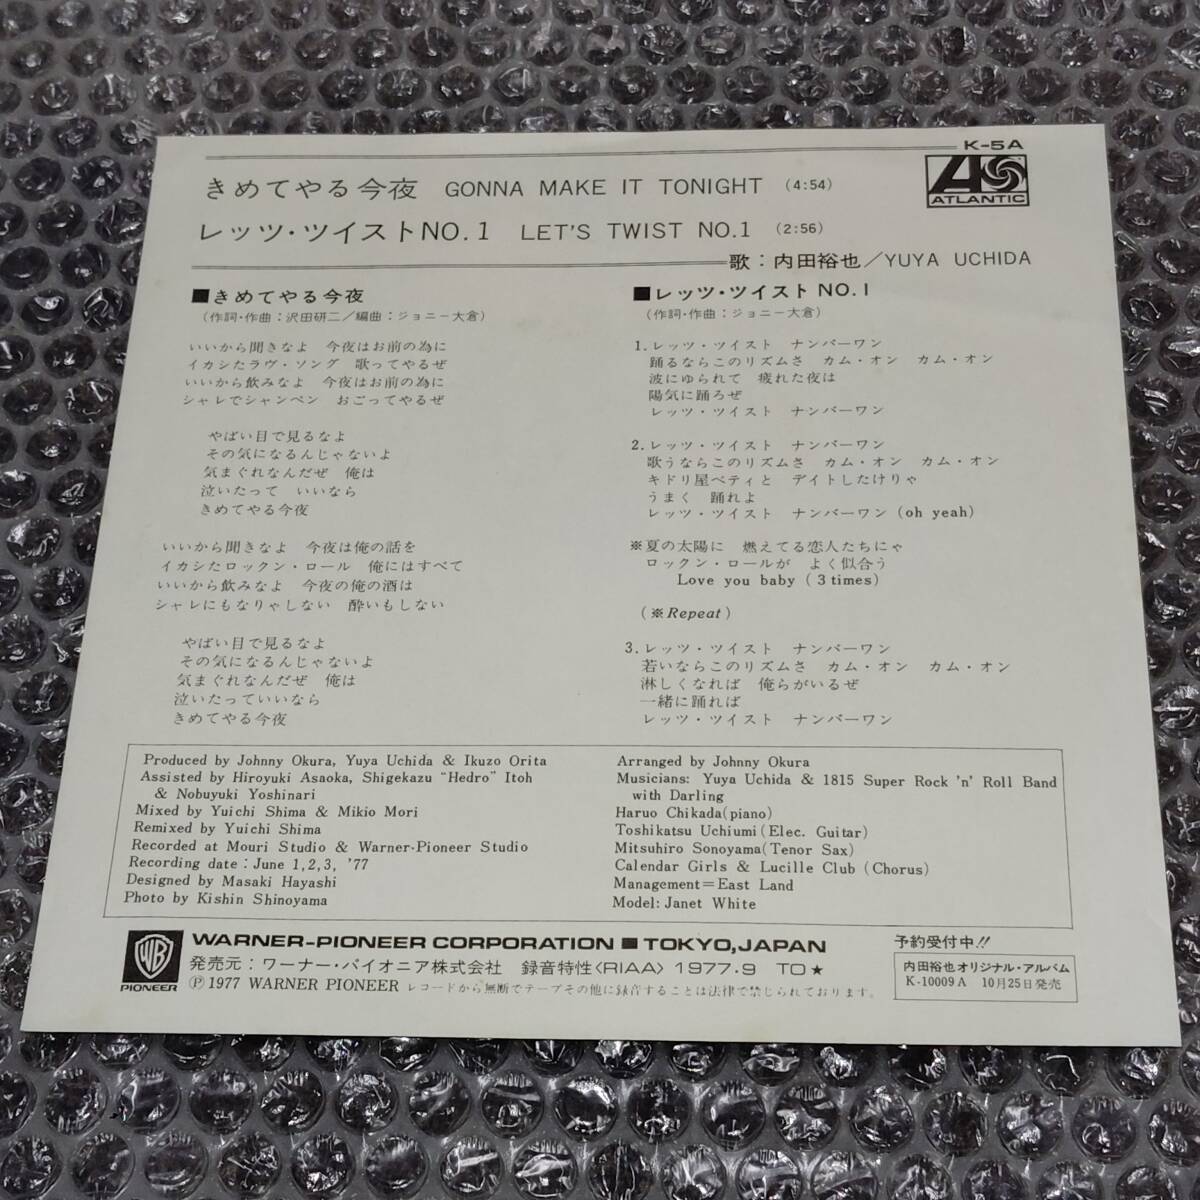 K-5A
きめてやる今夜 GONNA MAKE IT TONIGHT (4:54)
ATLANTIC
レッツ・ツイストNO.1 LET'S TWIST NO.1 (2:56)
歌：内田裕也／YUYA UCHIDA
■きめてやる今夜
（作詞・作曲：沢田研二／編曲：ジョニー大倉）
いいから聞きなよ 今夜はお前の為に
イカシたラヴ・ソング 歌ってやるぜ
いいから飲みなよ 今夜はお前の為に
シャレでシャンペン おごってやるぜ
やばい目で見るなよ
その気になるんじゃないよ
気まぐれなんだぜ 俺は
泣いたって いいなら
きめてやる今夜
いいから聞きなよ 今夜は俺の話を
イカシたロックン・ロール 俺にはすべて
いいから飲みなよ 今夜の俺の酒は
シャレにもなりゃしない 酔いもしない
やばい目で見るなよ
その気になるんじゃないよ
気まぐれなんだぜ 俺は
泣いたっていいなら
きめてやる今夜
■レッツ・ツイスト NO.1
（作詞・作曲：ジョニー大倉）
1.レッツ・ツイスト ナンバーワン
踊るならこのリズムさ カム・オン カム・オン
波にゆられて 疲れた夜は
陽気に踊ろぜ
レッツ・ツイスト ナンバーワン
2.レッツ・ツイスト ナンバーワン
歌うならこのリズムさ カム・オン カム・オン
キドリ屋ベティと デイトしたけりゃ
うまく 踊れよ
レッツ・ツイスト ナンバーワン (oh yeah)
※夏の太陽に 燃えてる恋人たちにゃ
ロックン・ロールが よく似合う
Love you baby (3 times)
(※Repeat)
3.レッツ・ツイスト ナンバーワン
若いならこのリズムさ カム・オン カム・オン
淋しくなれば 俺らがいるぜ
一緒に踊れば
レッツ・ツイスト ナンバーワン
Produced by Johnny Okura, Yuya Uchida & Ikuzo Orita
Assisted by Hiroyuki Asaoka, Shigekazu "Hedro" Itoh
& Nobuyuki Yoshinari
Mixed by Yuichi Shima & Mikio Mori
Remixed by Yuichi Shima
Recorded at Mouri Studio & Warner-Pioneer Studio
Recording date : June 1,2,3, '77
Designed by Masaki Hayashi
Photo by Kishin Shinoyama
Arranged by Johnny Okura
Musicians: Yuya Uchida & 1815 Super Rock 'n' Roll Band
with Darling
Haruo Chikada(piano)
Toshikatsu Uchiumi(Elec. Guitar)
Mitsuhiro Sonoyama(Tenor Sax)
Calendar Girls & Lucille Club (Chorus)
Management=East Land
Model: Janet White
PIONEER
WARNER-PIONEER CORPORATION ■ TOKYO,JAPAN
発売元：ワーナー・パイオニア株式会社 録音特性〈RIAA〉1977・9 TO★
Ⓟ 1977 WARNER PIONEER レコードから無断でテープその他に録音することは法律で禁じられております。
予約受付中!!
内田裕也オリジナル・アルバム
K-10009A 10月25日発売